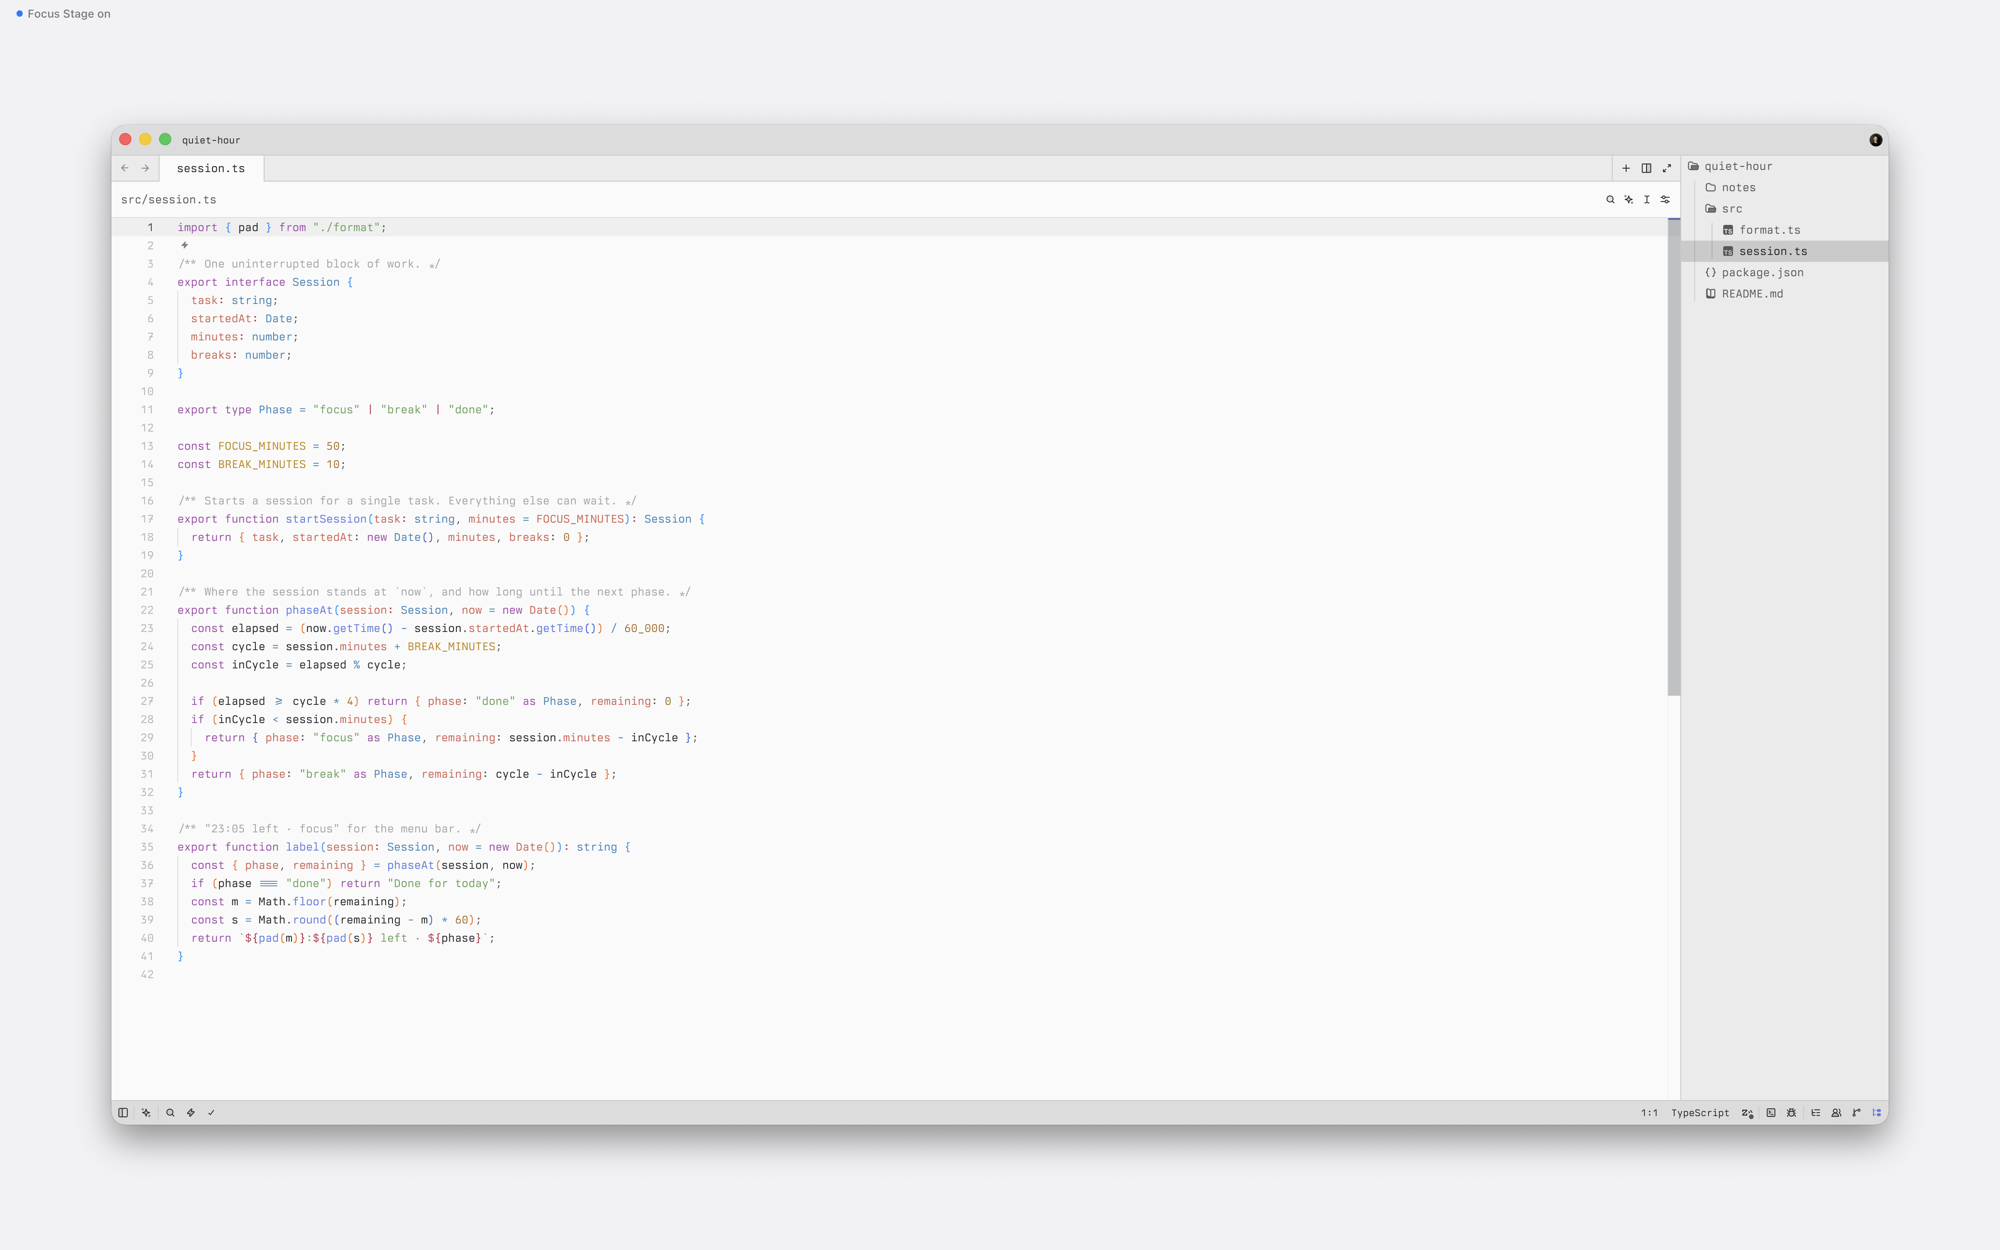 Focus Stage on
quiet-hour
session.ts
src/session.ts
1 import { pad } from "./format";
2
3 /** One uninterrupted block of work. */
4 export interface Session {
5 task: string;
6 startedAt: Date;
7 minutes: number;
8 breaks: number;
9 }
10
11 export type Phase = "focus" | "break" | "done";
12
13 const FOCUS_MINUTES = 50;
14 const BREAK_MINUTES = 10;
15
16 /** Starts a session for a single task. Everything else can wait. */
17 export function startSession(task: string, minutes = FOCUS_MINUTES): Session {
18 return { task, startedAt: new Date(), minutes, breaks: 0 };
19 }
20
21 /** Where the session stands at `now`, and how long until the next phase. */
22 export function phaseAt(session: Session, now = new Date()) {
23 const elapsed = (now.getTime() - session.startedAt.getTime()) / 60_000;
24 const cycle = session.minutes + BREAK_MINUTES;
25 const inCycle = elapsed % cycle;
26
27 if (elapsed >= cycle * 4) return { phase: "done" as Phase, remaining: 0 };
28 if (inCycle < session.minutes) {
29 return { phase: "focus" as Phase, remaining: session.minutes - inCycle };
30 }
31 return { phase: "break" as Phase, remaining: cycle - inCycle };
32 }
33
34 /** "23:05 left · focus" for the menu bar. */
35 export function label(session: Session, now = new Date()): string {
36 const { phase, remaining } = phaseAt(session, now);
37 if (phase === "done") return "Done for today";
38 const m = Math.floor(remaining);
39 const s = Math.round((remaining - m) * 60);
40 return `${pad(m)}:${pad(s)} left · ${phase}`;
41 }
42
quiet-hour
notes
src
format.ts
session.ts
package.json
README.md
1:1 TypeScript